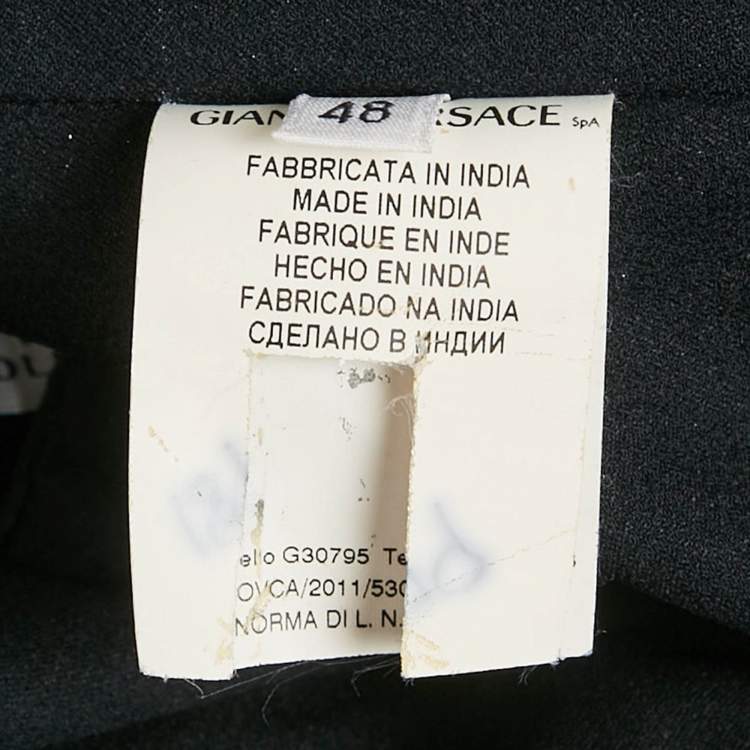 48
GIAN RSACE SpA
FABBRICATA IN INDIA
MADE IN INDIA
FABRIQUE EN INDE
HECHO EN INDIA
FABRICADO NA INDIA
СДЕЛАНО В ИНДИИ
ello G30795 Te
OVCA/2011/530
NORMA DI L. N.